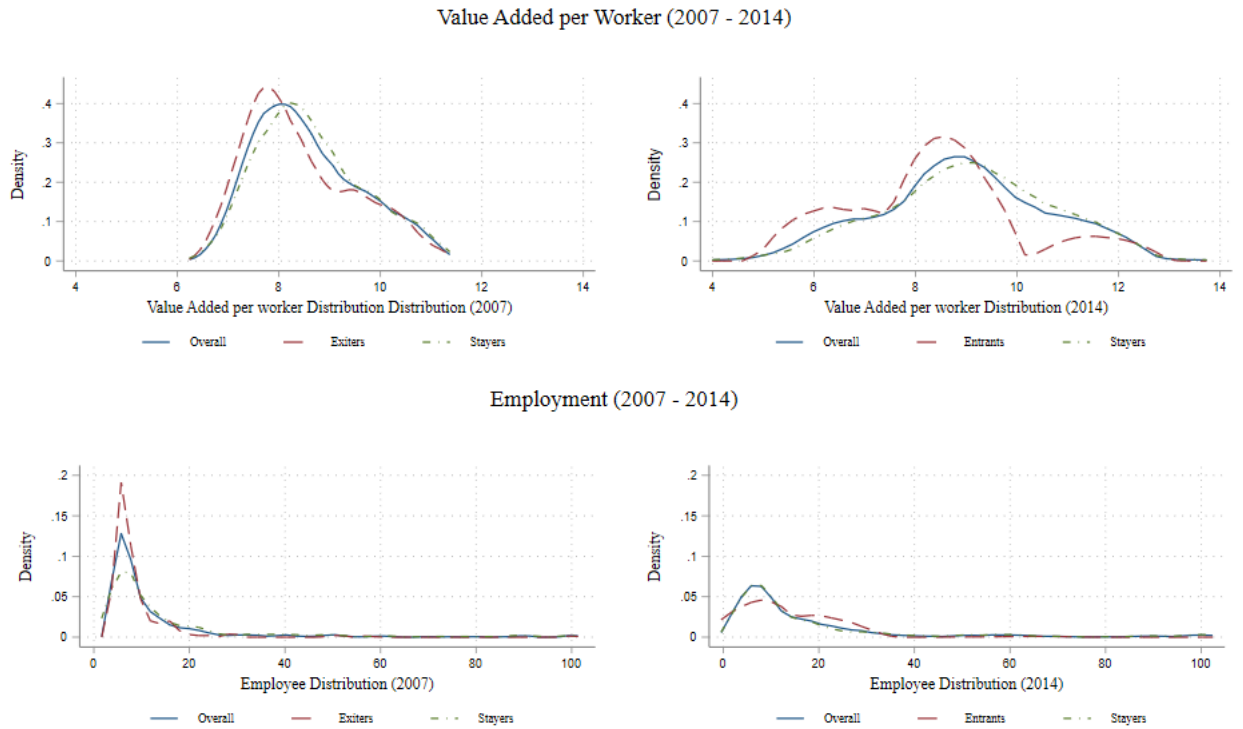 Value Added per Worker (2007 - 2014)
Density
.4
.3
.2
.1
0
4 6 8 10 12 14
Value Added per worker Distribution Distribution (2007)
Overall Exiters Stayers
Density
.4
.3
.2
.1
0
4 6 8 10 12 14
Value Added per worker Distribution (2014)
Overall Entrants Stayers
Employment (2007 - 2014)
Density
.2
.15
.1
.05
0
0 20 40 60 80 100
Employee Distribution (2007)
Overall Exiters Stayers
Density
.2
.15
.1
.05
0
0 20 40 60 80 100
Employee Distribution (2014)
Overall Entrants Stayers